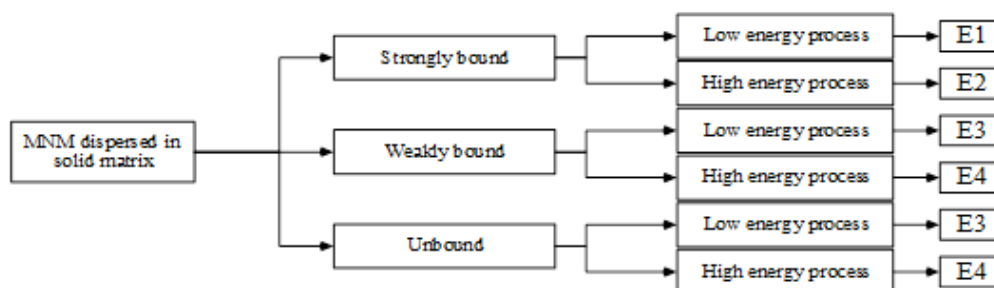 Low energy process
E1
Strongly bound
High energy process
E2
MNM dispersed in
solid matrix
Weakly bound
Low energy process
E3
High energy process
E4
Unbound
Low energy process
E3
High energy process
E4